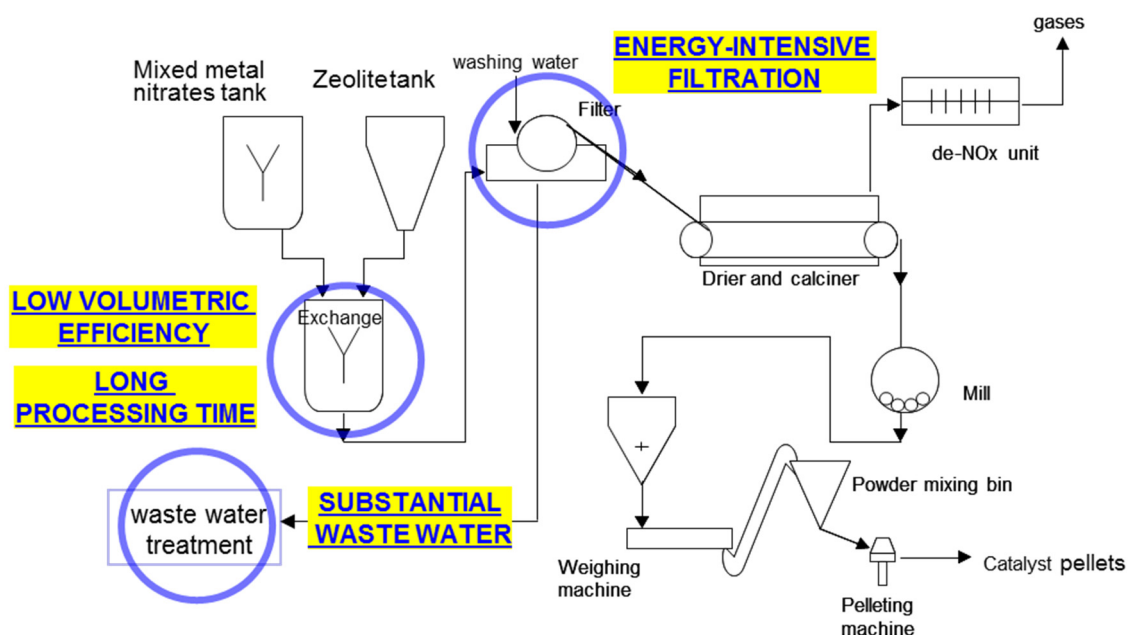 gases
ENERGY-INTENSIVE
FILTRATION
Mixed metal
nitrates tank
Zeolitetank
washing water
Filter
de-NOx unit
Drier and calciner
LOW VOLUMETRIC
EFFICIENCY
Exchange
LONG
PROCESSING TIME
Mill
Powder mixing bin
SUBSTANTIAL
WASTE WATER
waste water
treatment
Weighing
machine
Catalyst pellets
Pelleting
machine